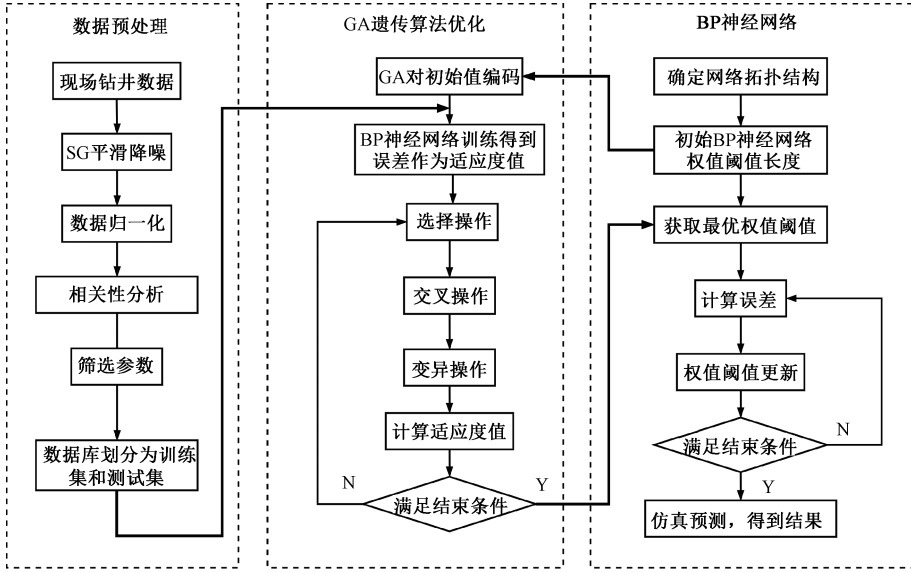 数据预处理
现场钻井数据
SG平滑降噪
数据归一化
相关性分析
筛选参数
数据库划分为训练
集和测试集
GA遗传算法优化
GA对初始值编码
BP神经网络训练得到
误差作为适应度值
选择操作
交叉操作
变异操作
计算适应度值
N
满足结束条件
Y
BP神经网络
确定网络拓扑结构
初始BP神经网络
权值阈值长度
获取最优权值阈值
计算误差
权值阈值更新
满足结束条件
N
Y
仿真预测，得到结果